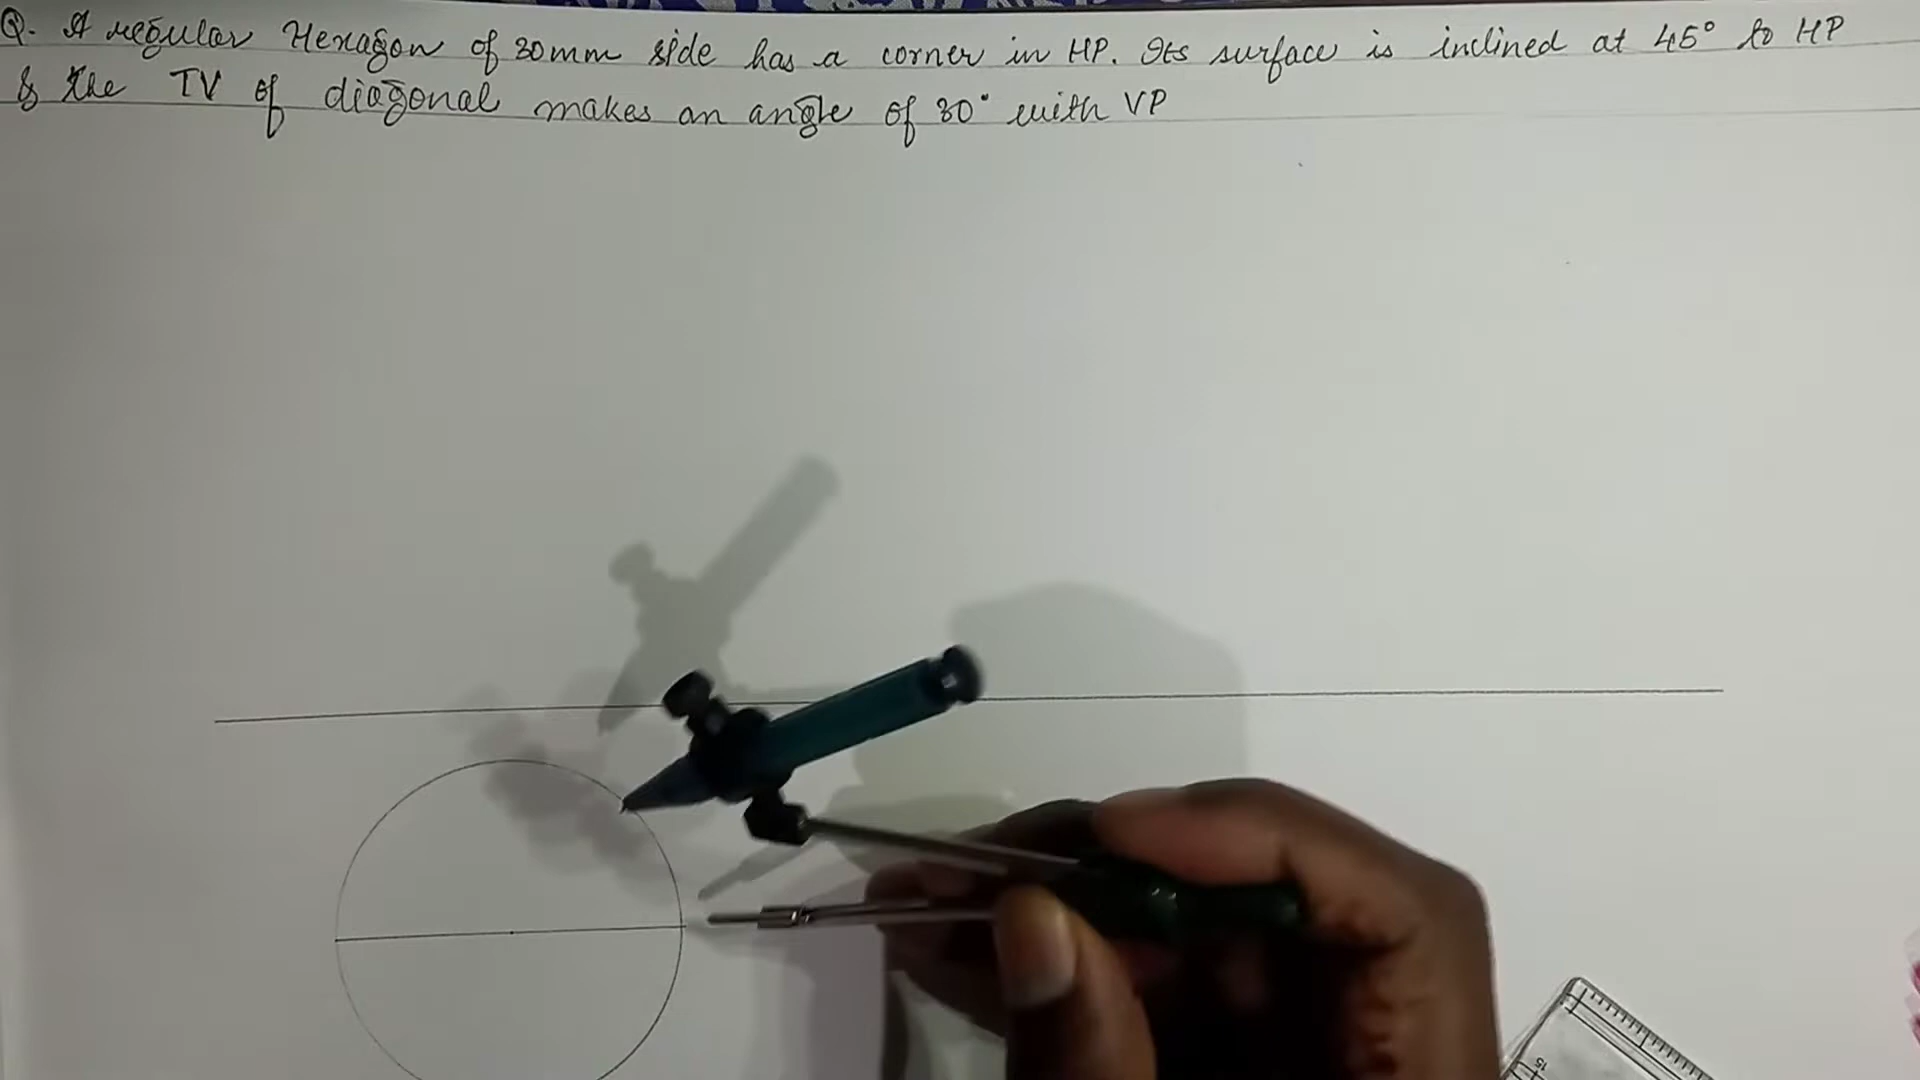 Q. A regular Hexagon of 30mm side has a corner in HP. Its surface is inclined at 45° to HP
& the TV of diagonal makes an angle of 30° with VP
15